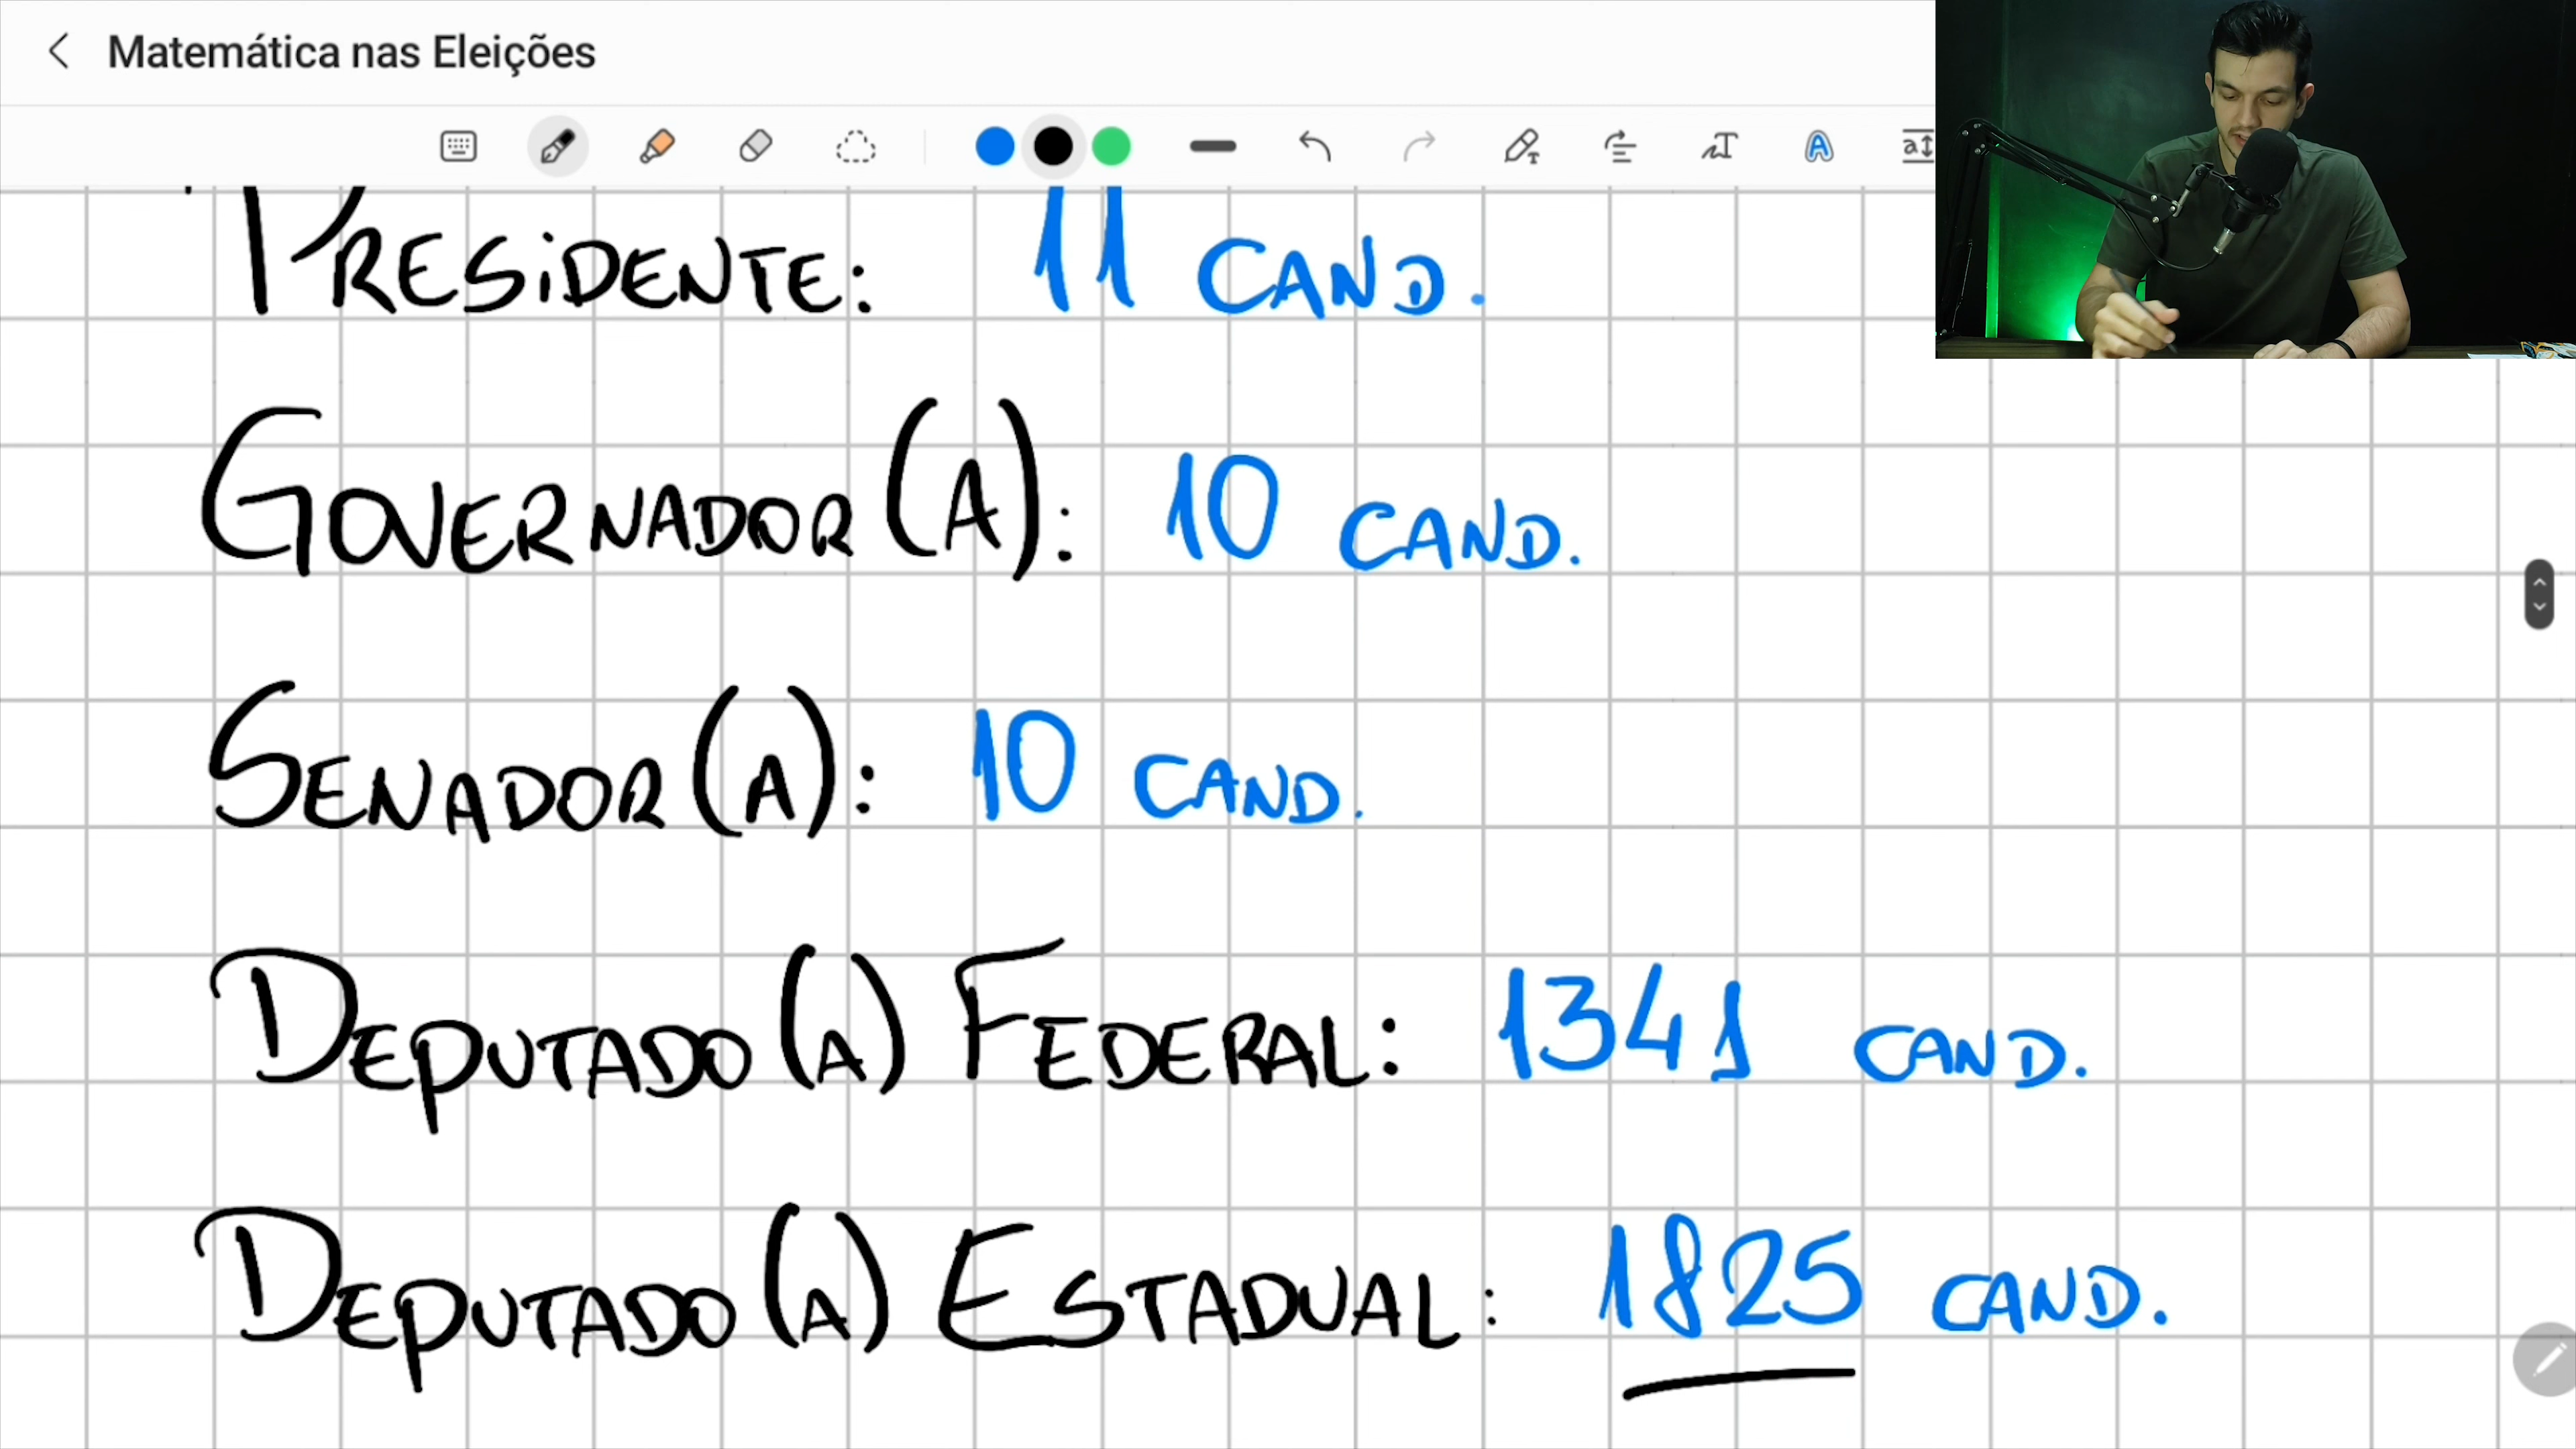 Matemática nas Eleições
PRESIDENTE: 11 CAND.
GOVERNADOR(A): 10 CAND.
SENADOR(A): 10 CAND.
DEPUTADO(A) FEDERAL: 1341 CAND.
DEPUTADO(A) ESTADUAL: 1825 CAND.